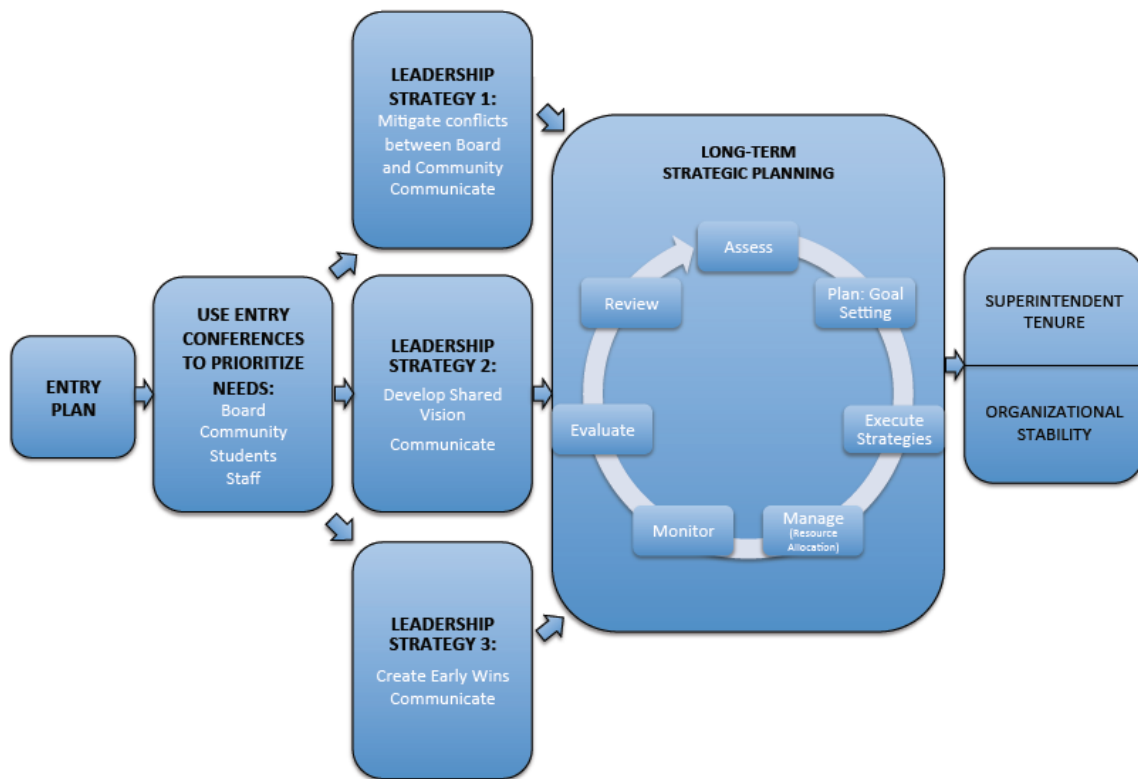 ENTRY
PLAN
USE ENTRY
CONFERENCES
TO PRIORITIZE
NEEDS:
Board
Community
Students
Staff
LEADERSHIP
STRATEGY 1:
Mitigate conflicts
between Board
and Community
Communicate
LEADERSHIP
STRATEGY 2:
Develop Shared
Vision
Communicate
LEADERSHIP
STRATEGY 3:
Create Early Wins
Communicate
LONG-TERM
STRATEGIC PLANNING
Assess
Plan: Goal
Setting
Execute
Strategies
Manage
(Resource
Allocation)
Monitor
Evaluate
Review
SUPERINTENDENT
TENURE
ORGANIZATIONAL
STABILITY